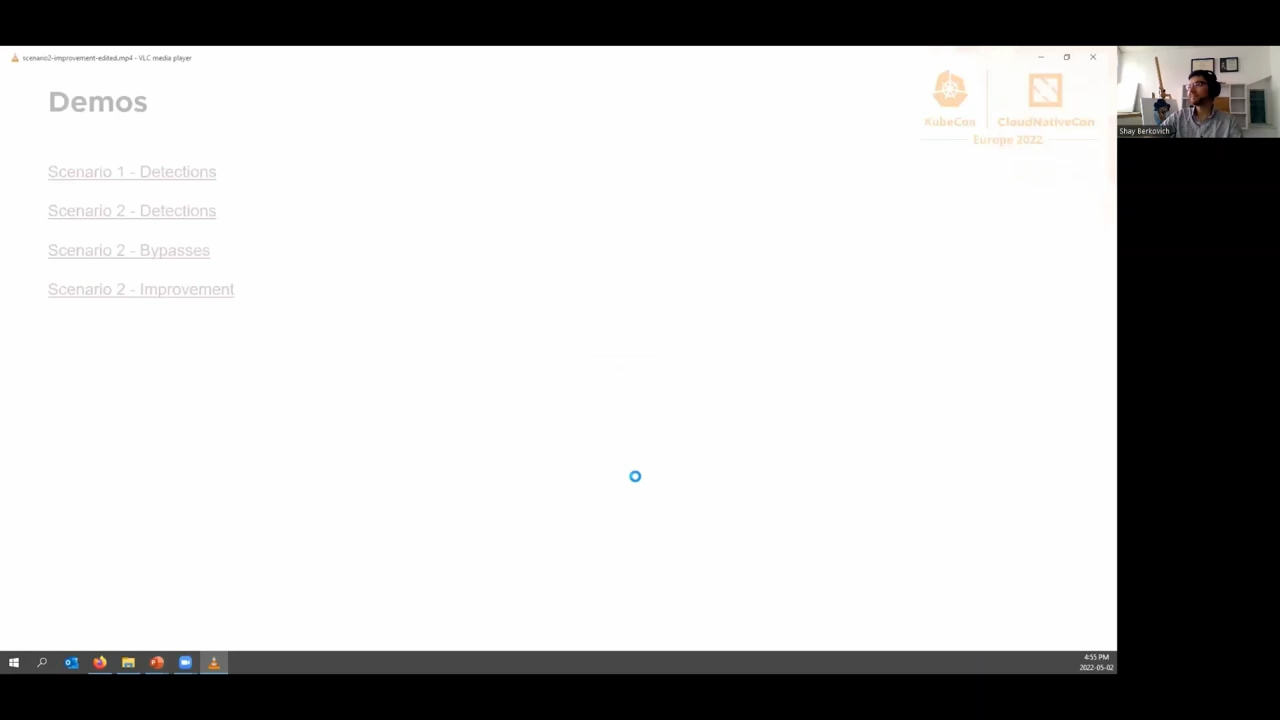 scenario2-improvement-edited.mp4 - VLC media player
Demos
KubeCon
CloudNativeCon
Europe 2022
Shay Berkovich
Scenario 1 - Detections
Scenario 2 - Detections
Scenario 2 - Bypasses
Scenario 2 - Improvement
4:55 PM
2022-05-02